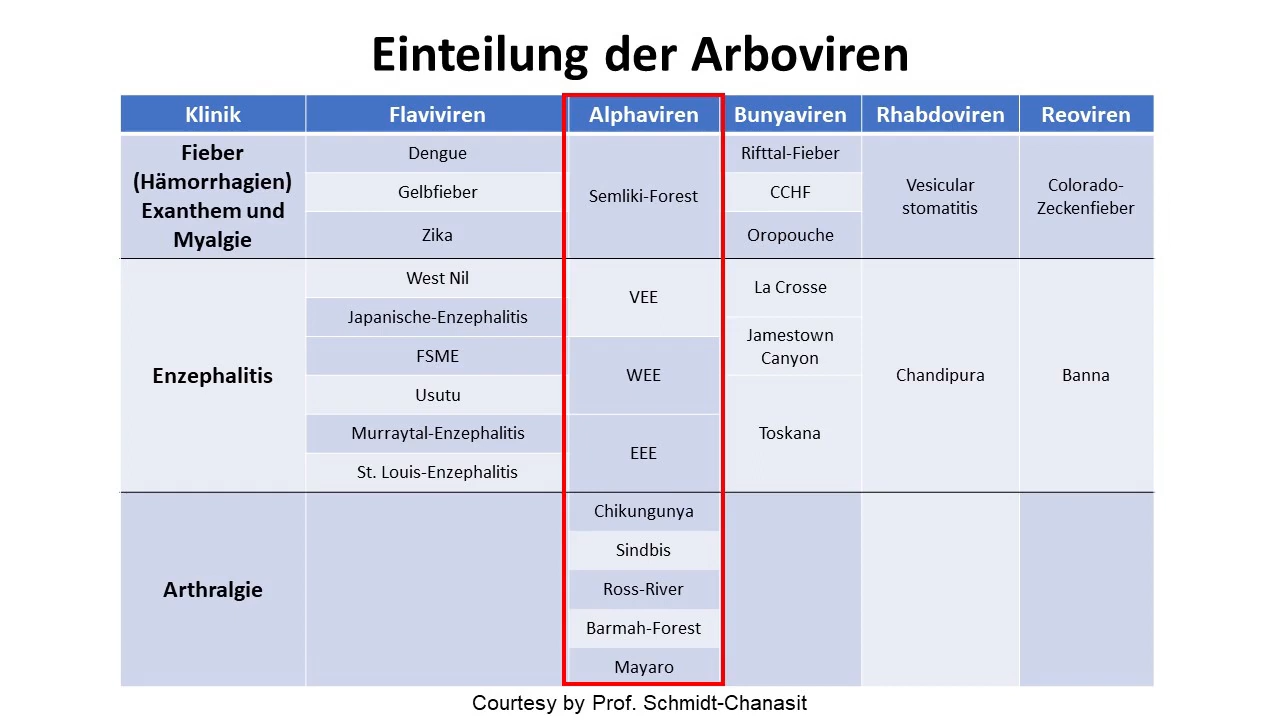 Einteilung der Arboviren
Klinik Flaviviren Alphaviren Bunyaviren Rhabdoviren Reoviren
Fieber
(Hämorrhagien)
Exanthem und
Myalgie
Dengue
Gelbfieber
Zika
Semliki-Forest
Rifttal-Fieber
CCHF
Oropouche
Vesicular
stomatitis
Colorado-
Zeckenfieber
Enzephalitis
West Nil
Japanische-Enzephalitis
FSME
Usutu
Murraytal-Enzephalitis
St. Louis-Enzephalitis
VEE
WEE
EEE
La Crosse
Jamestown
Canyon
Toskana
Chandipura
Banna
Arthralgie
Chikungunya
Sindbis
Ross-River
Barmah-Forest
Mayaro
Courtesy by Prof. Schmidt-Chanasit